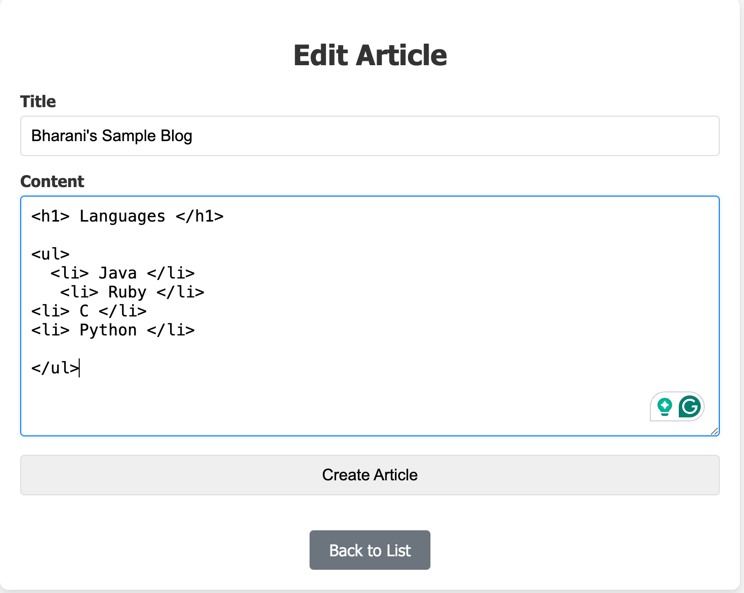 Edit Article
Title
Bharani's Sample Blog
Content
<h1> Languages </h1>
<ul>
<li> Java </li>
<li> Ruby </li>
<li> C </li>
<li> Python </li>
</ul>
Create Article
Back to List